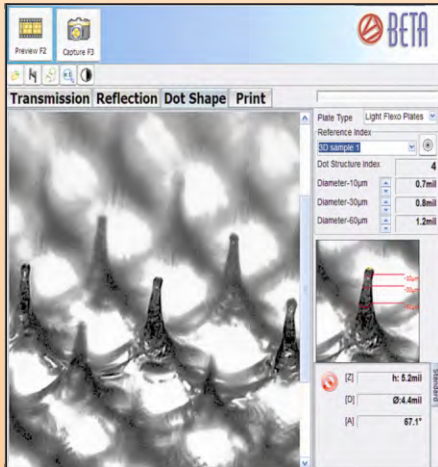 BETA
Preview F2
Capture F3
Transmission Reflection Dot Shape Print
Plate Type Light Flexo Plates
Reference Index
3D sample 1
Dot Structure Index 4
Diameter-10μm 0.7mil
Diameter-30μm 0.8mil
Diameter-60μm 1.2mil
[Z] h: 5.2mil
[D] Ø:4.4mil
[A] 67.1°
Standard